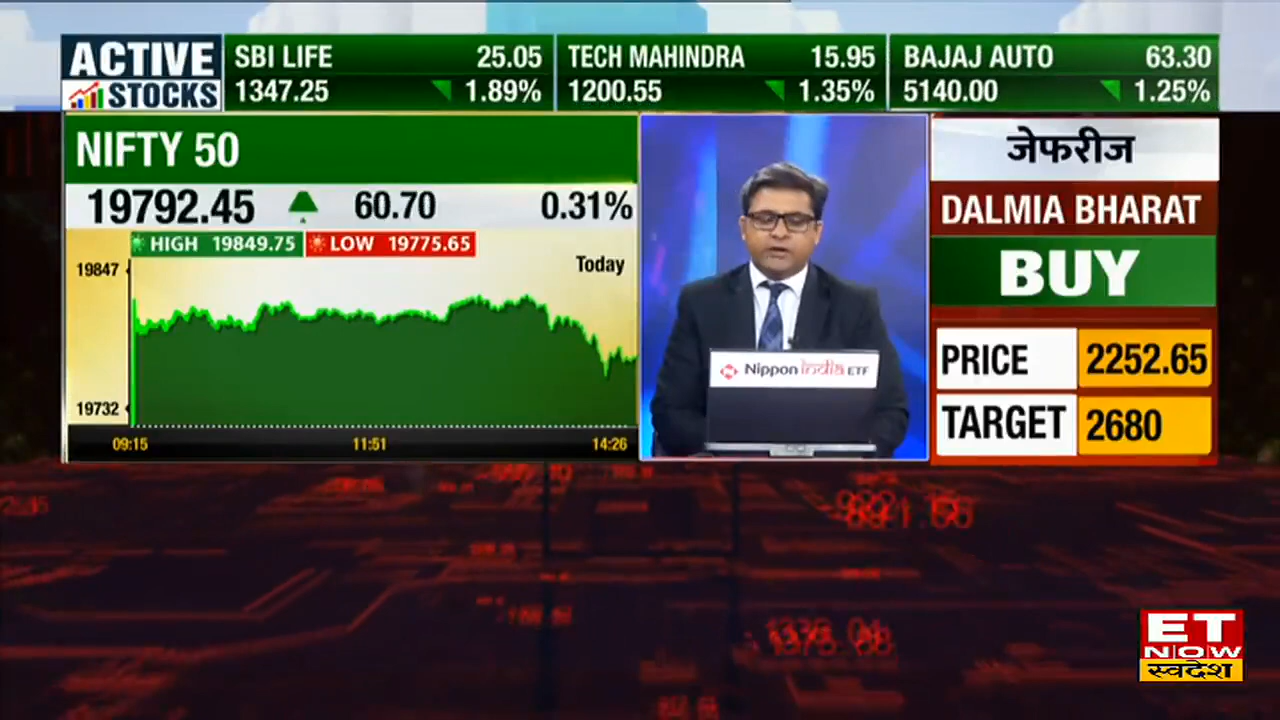 ACTIVE STOCKS
SBI LIFE 25.05
1347.25 1.89%
TECH MAHINDRA 15.95
1200.55 1.35%
BAJAJ AUTO 63.30
5140.00 1.25%
NIFTY 50
19792.45 60.70 0.31%
HIGH 19849.75 LOW 19775.65
Today
19847
19732
09:15 11:51 14:26
Nippon india ETF
जेफरीज
DALMIA BHARAT
BUY
PRICE 2252.65
TARGET 2680
ET
NOW
स्वदेश